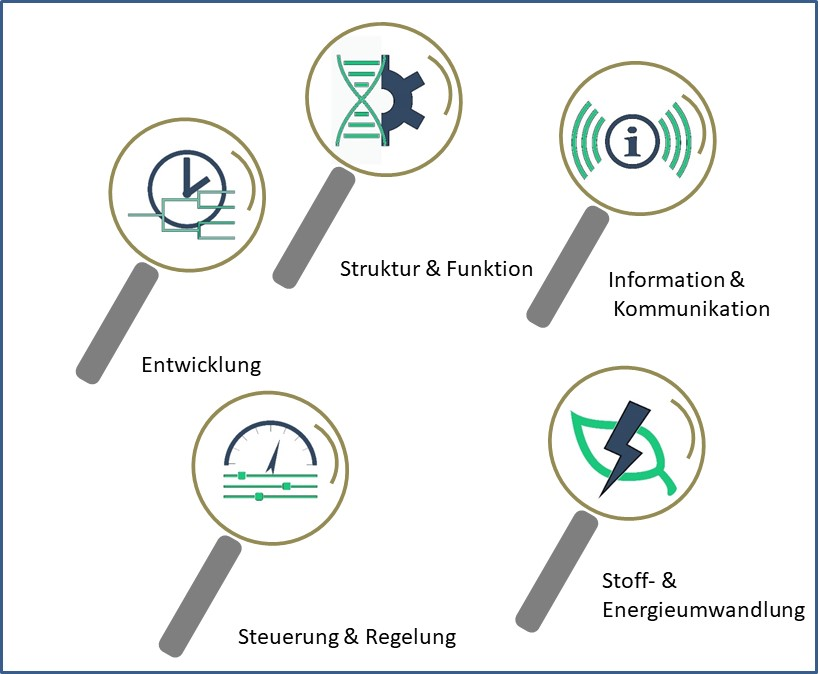 Struktur & Funktion
Information &
Kommunikation
Entwicklung
Stoff- &
Energieumwandlung
Steuerung & Regelung